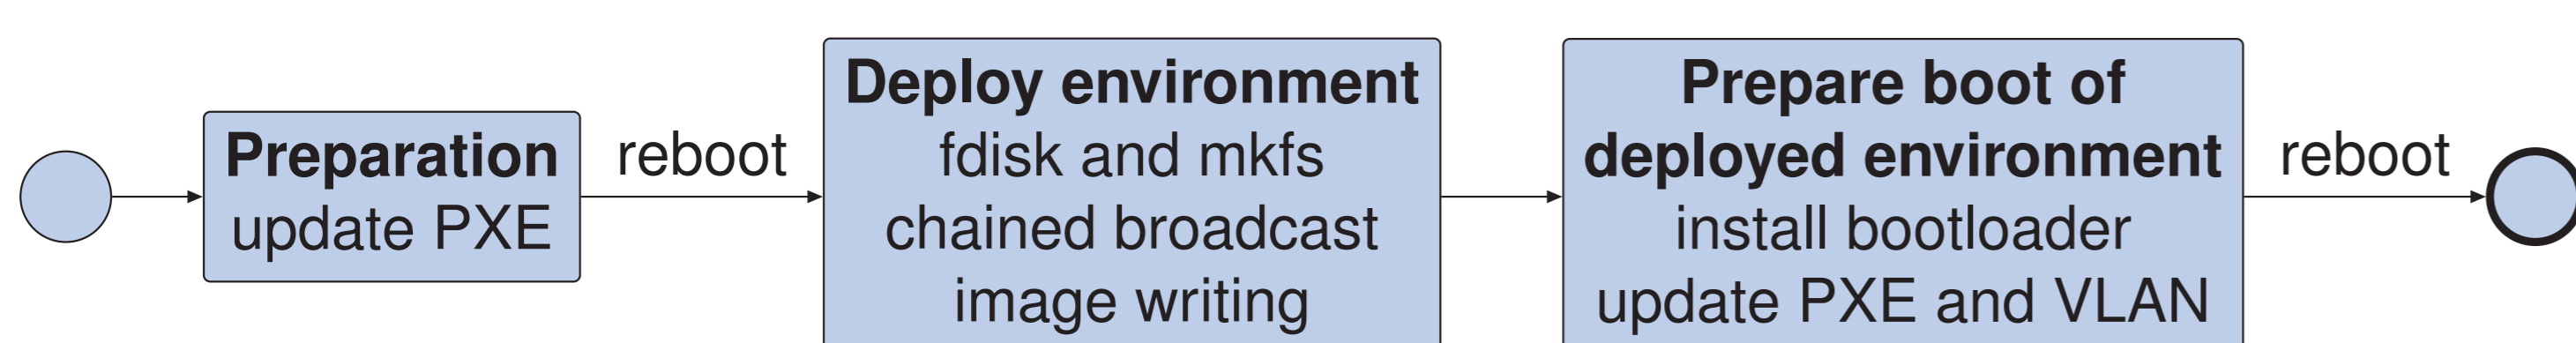 Preparation
update PXE
reboot
Deploy environment
fdisk and mkfs
chained broadcast
image writing
Prepare boot of
deployed environment
install bootloader
update PXE and VLAN
reboot